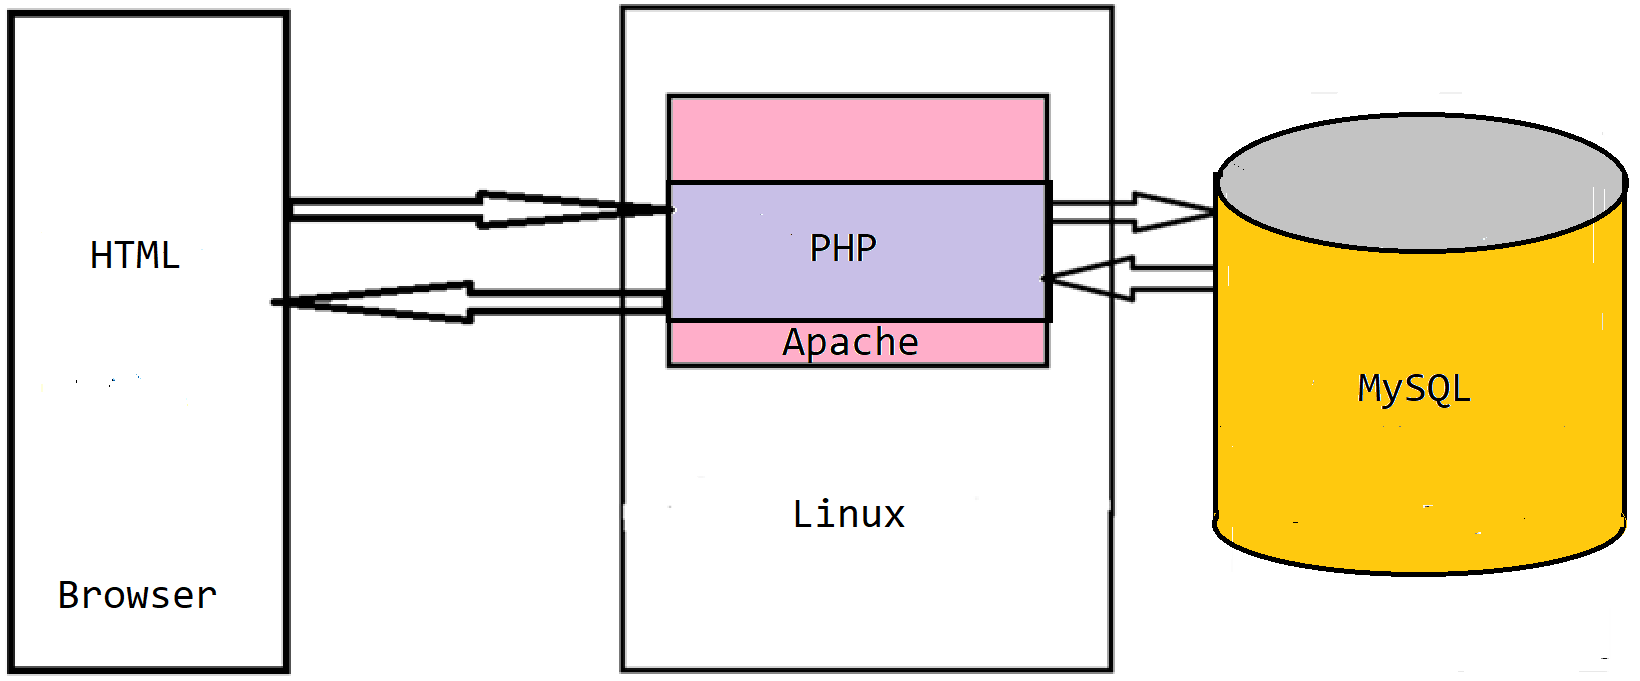 HTML
Browser
PHP
Apache
Linux
MySQL